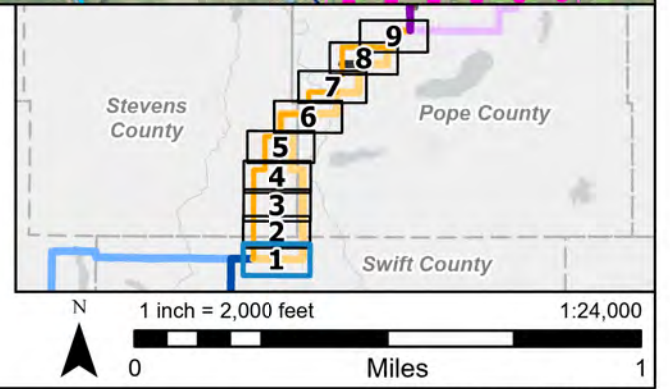 9
8
7
6
5
4
3
2
1
Stevens
County
Pope County
Swift County
N
1 inch = 2,000 feet
1:24,000
0
Miles
1